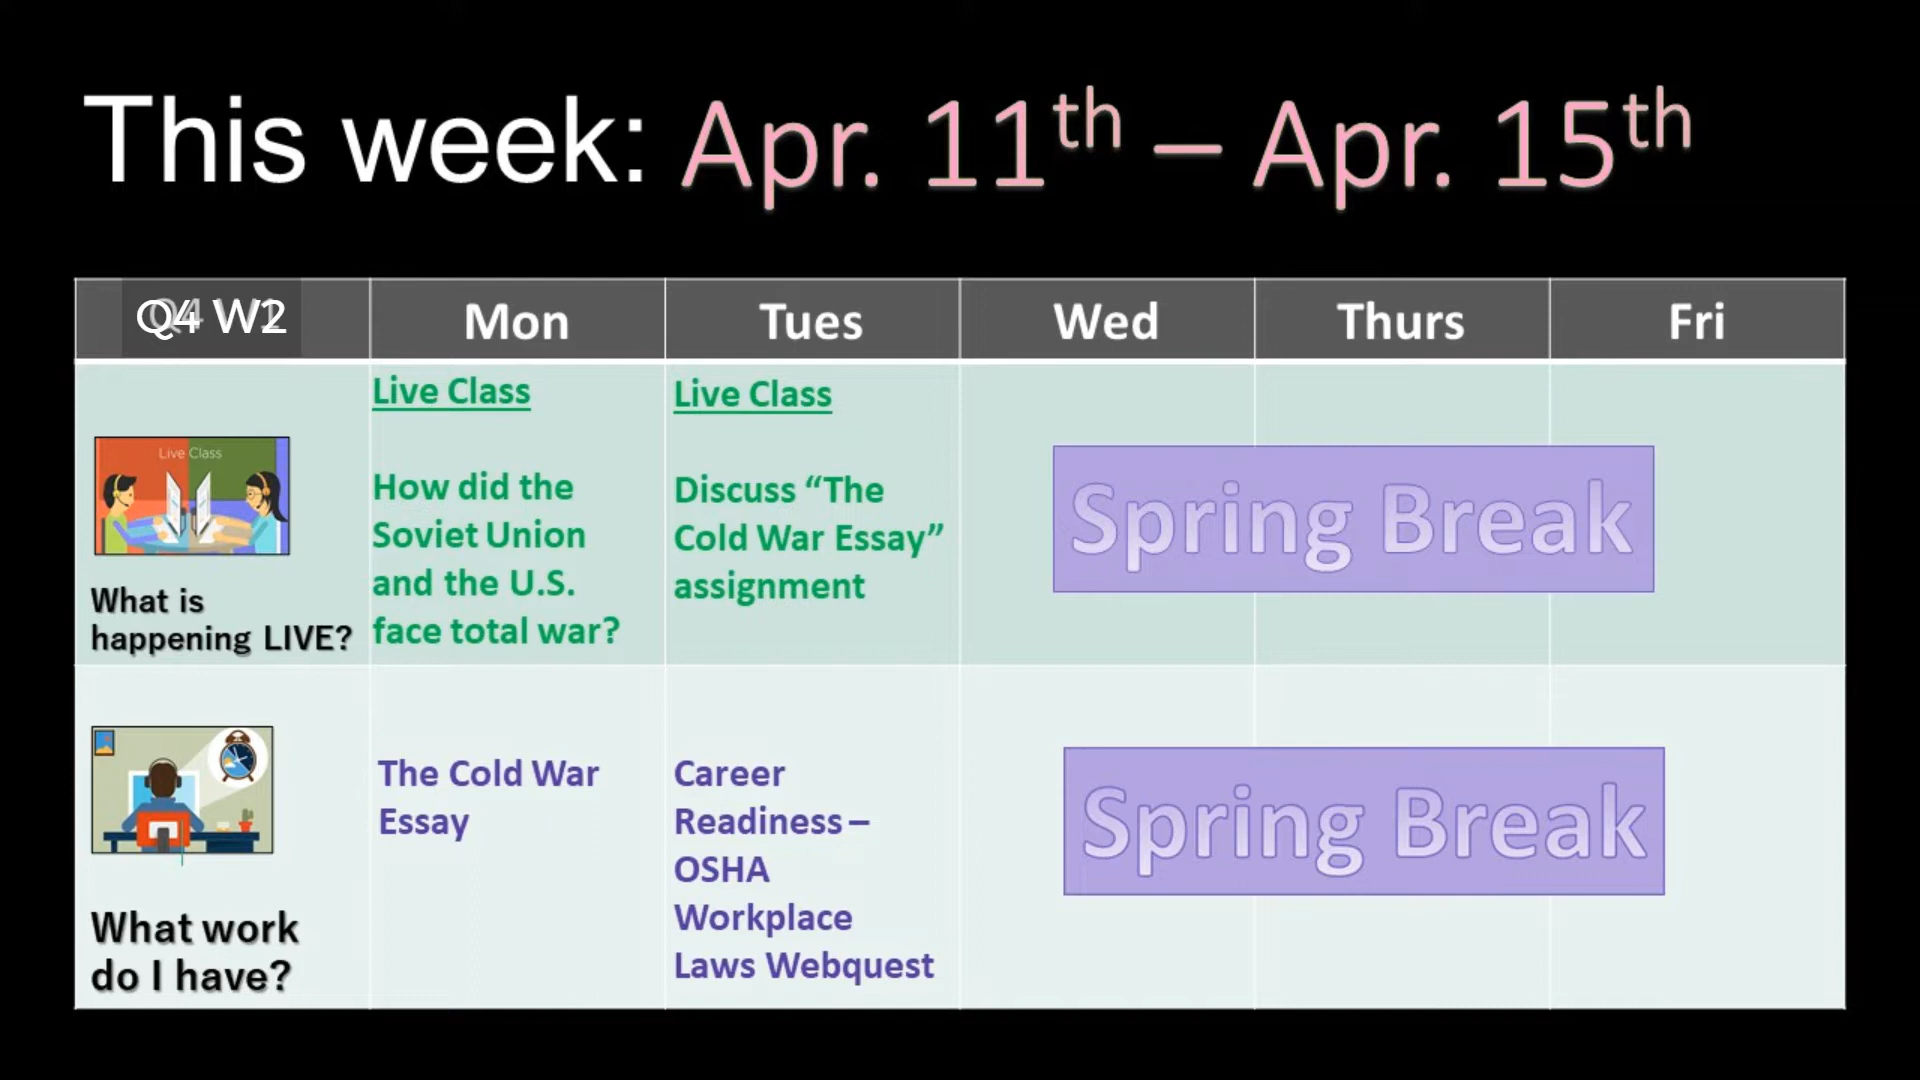 This week: Apr. 11th – Apr. 15th
Q4 W2
Mon
Tues
Wed
Thurs
Fri
Live Class
What is
happening LIVE?
Live Class
How did the
Soviet Union
and the U.S.
face total war?
Live Class
Discuss “The
Cold War Essay”
assignment
Spring Break
What work
do I have?
The Cold War
Essay
Career
Readiness –
OSHA
Workplace
Laws Webquest
Spring Break